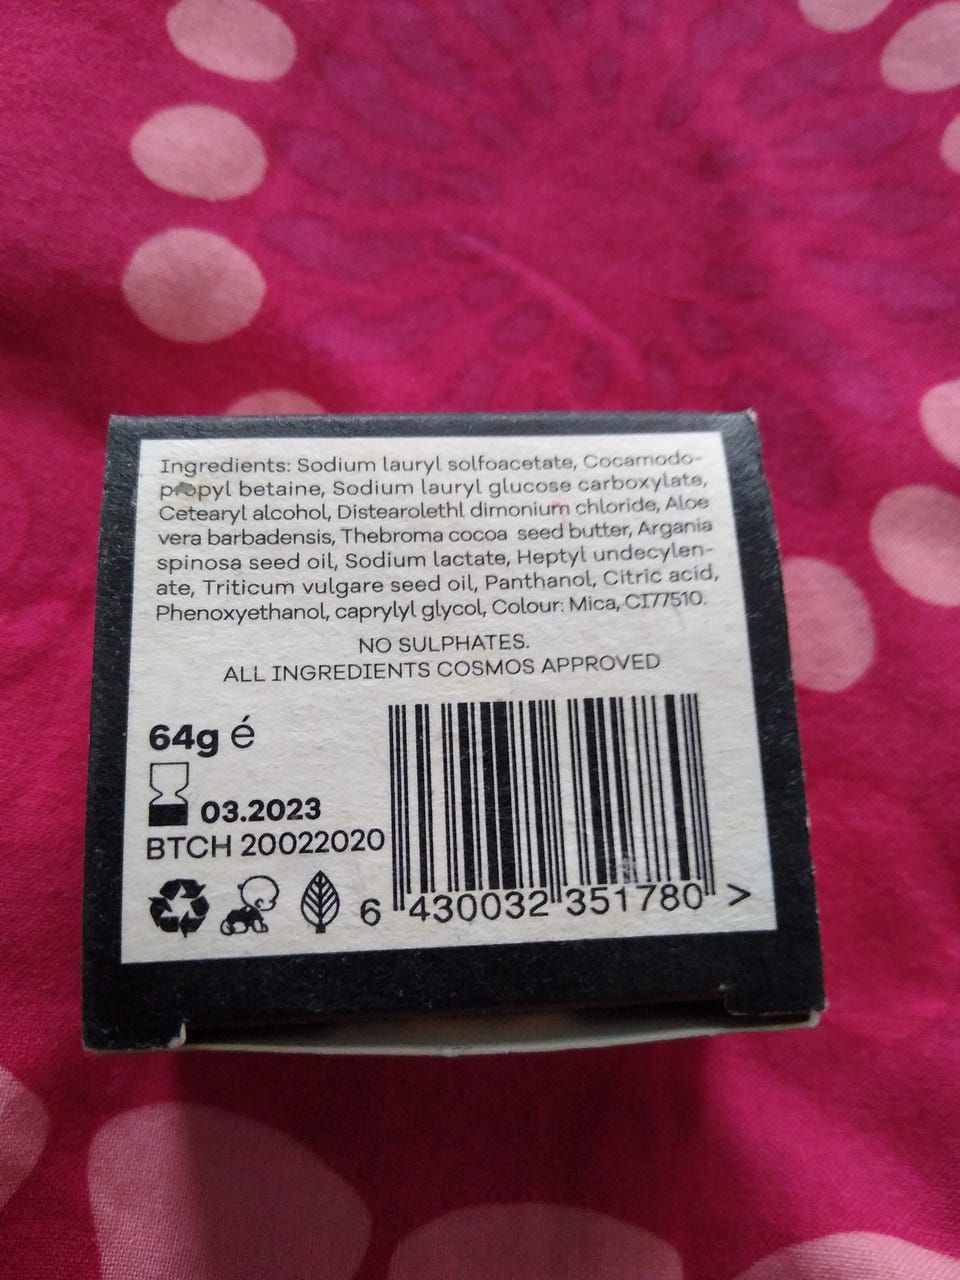 Ingredients: Sodium lauryl solfoacetate, Cocamodo-
propyl betaine, Sodium lauryl glucose carboxylate,
Cetearyl alcohol, Distearolethl dimonium chloride, Aloe
vera barbadensis, Thebroma cocoa seed butter, Argania
spinosa seed oil, Sodium lactate, Heptyl undecylen-
ate, Triticum vulgare seed oil, Panthanol, Citric acid,
Phenoxyethanol, caprylyl glycol, Colour: Mica, CI77510.
NO SULPHATES.
ALL INGREDIENTS COSMOS APPROVED
64g é
03.2023
BTCH 20022020
6 430032 351780 >